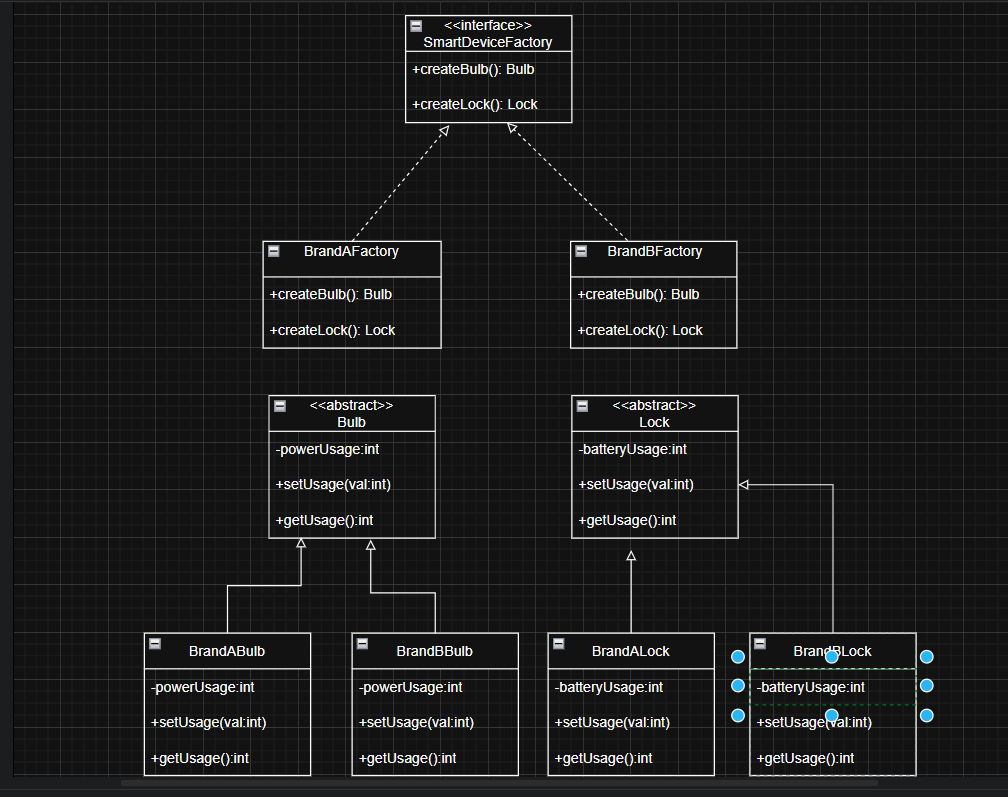 <<interface>>
SmartDeviceFactory
+createBulb(): Bulb
+createLock(): Lock
BrandAFactory
+createBulb(): Bulb
+createLock(): Lock
BrandBFactory
+createBulb(): Bulb
+createLock(): Lock
<<abstract>>
Bulb
-powerUsage:int
+setUsage(val:int)
+getUsage():int
<<abstract>>
Lock
-batteryUsage:int
+setUsage(val:int)
+getUsage():int
BrandABulb
-powerUsage:int
+setUsage(val:int)
+getUsage():int
BrandBBulb
-powerUsage:int
+setUsage(val:int)
+getUsage():int
BrandALock
-batteryUsage:int
+setUsage(val:int)
+getUsage():int
BrandBLock
-batteryUsage:int
+setUsage(val:int)
+getUsage():int